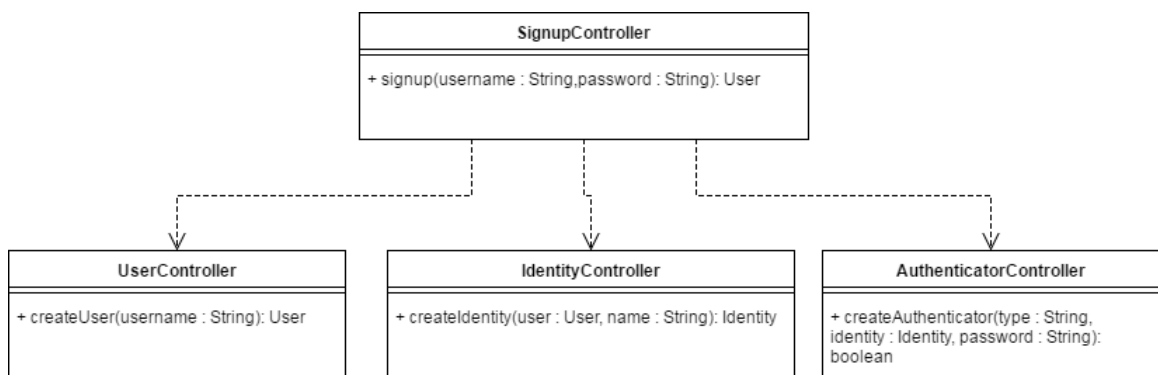 SignupController
+ signup(username : String,password : String): User
UserController
+ createUser(username : String): User
IdentityController
+ createIdentity(user : User, name : String): Identity
AuthenticatorController
+ createAuthenticator(type : String,
identity : Identity, password : String):
boolean